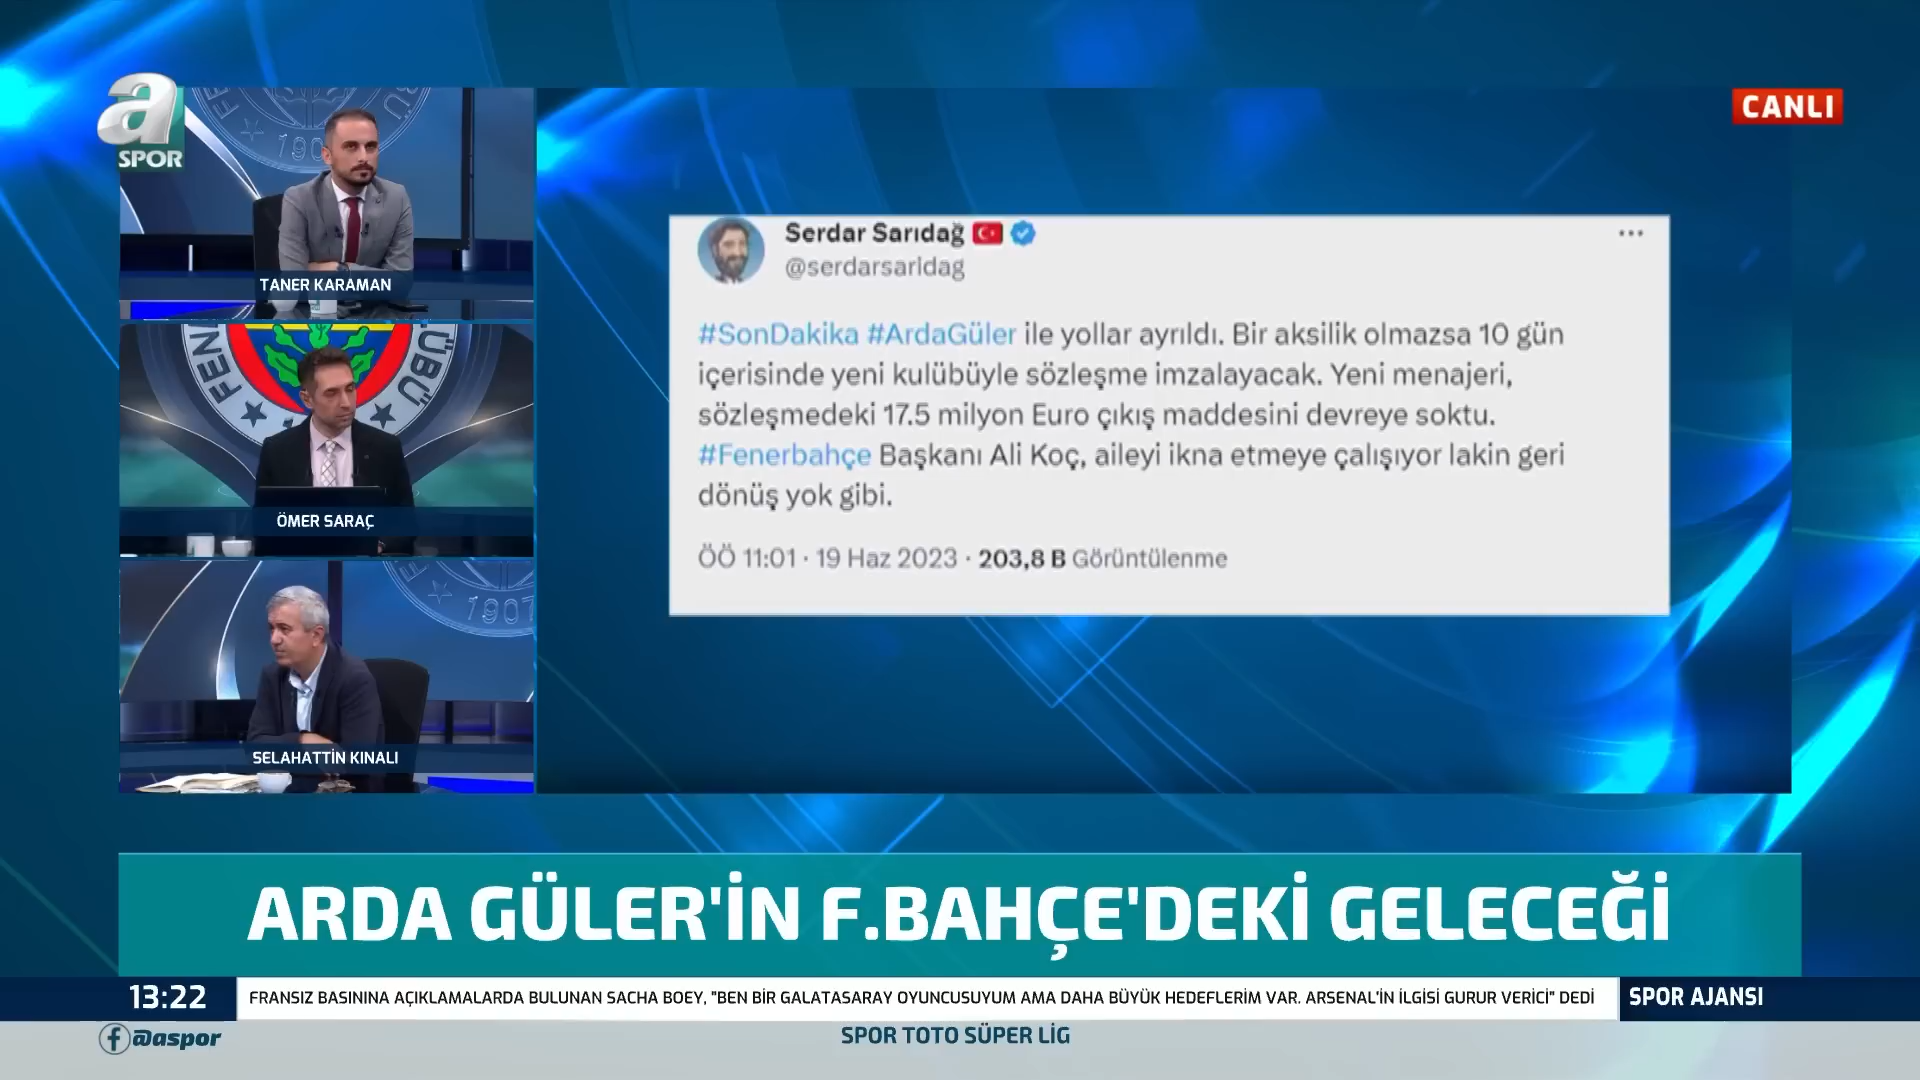 a
SPOR
CANLI
190
TANER KARAMAN
FEN
ÜBÜ
ÖMER SARAÇ
1907
SELAHATTİN KINALI
Serdar Sarıdağ
@serdarsaridag
#SonDakika #ArdaGüler ile yollar ayrıldı. Bir aksilik olmazsa 10 gün
içerisinde yeni kulübüyle sözleşme imzalayacak. Yeni menajeri,
sözleşmedeki 17.5 milyon Euro çıkış maddesini devreye soktu.
#Fenerbahçe Başkanı Ali Koç, aileyi ikna etmeye çalışıyor lakin geri
dönüş yok gibi.
ÖÖ 11:01 · 19 Haz 2023 · 203,8 B Görüntülenme
ARDA GÜLER'İN F.BAHÇE'DEKİ GELECEĞİ
13:22
FRANSIZ BASININA AÇIKLAMALARDA BULUNAN SACHA BOEY, "BEN BİR GALATASARAY OYUNCUSUYUM AMA DAHA BÜYÜK HEDEFLERİM VAR. ARSENAL'İN İLGİSİ GURUR VERİCİ" DEDİ
SPOR AJANSI
@aspor
SPOR TOTO SÜPER LİG